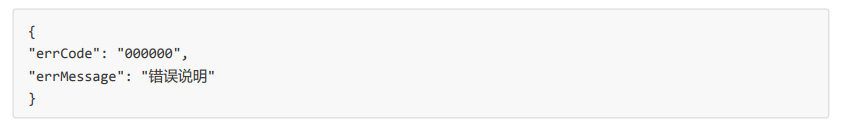 {
"errCode": "000000",
"errMessage": "错误说明"
}